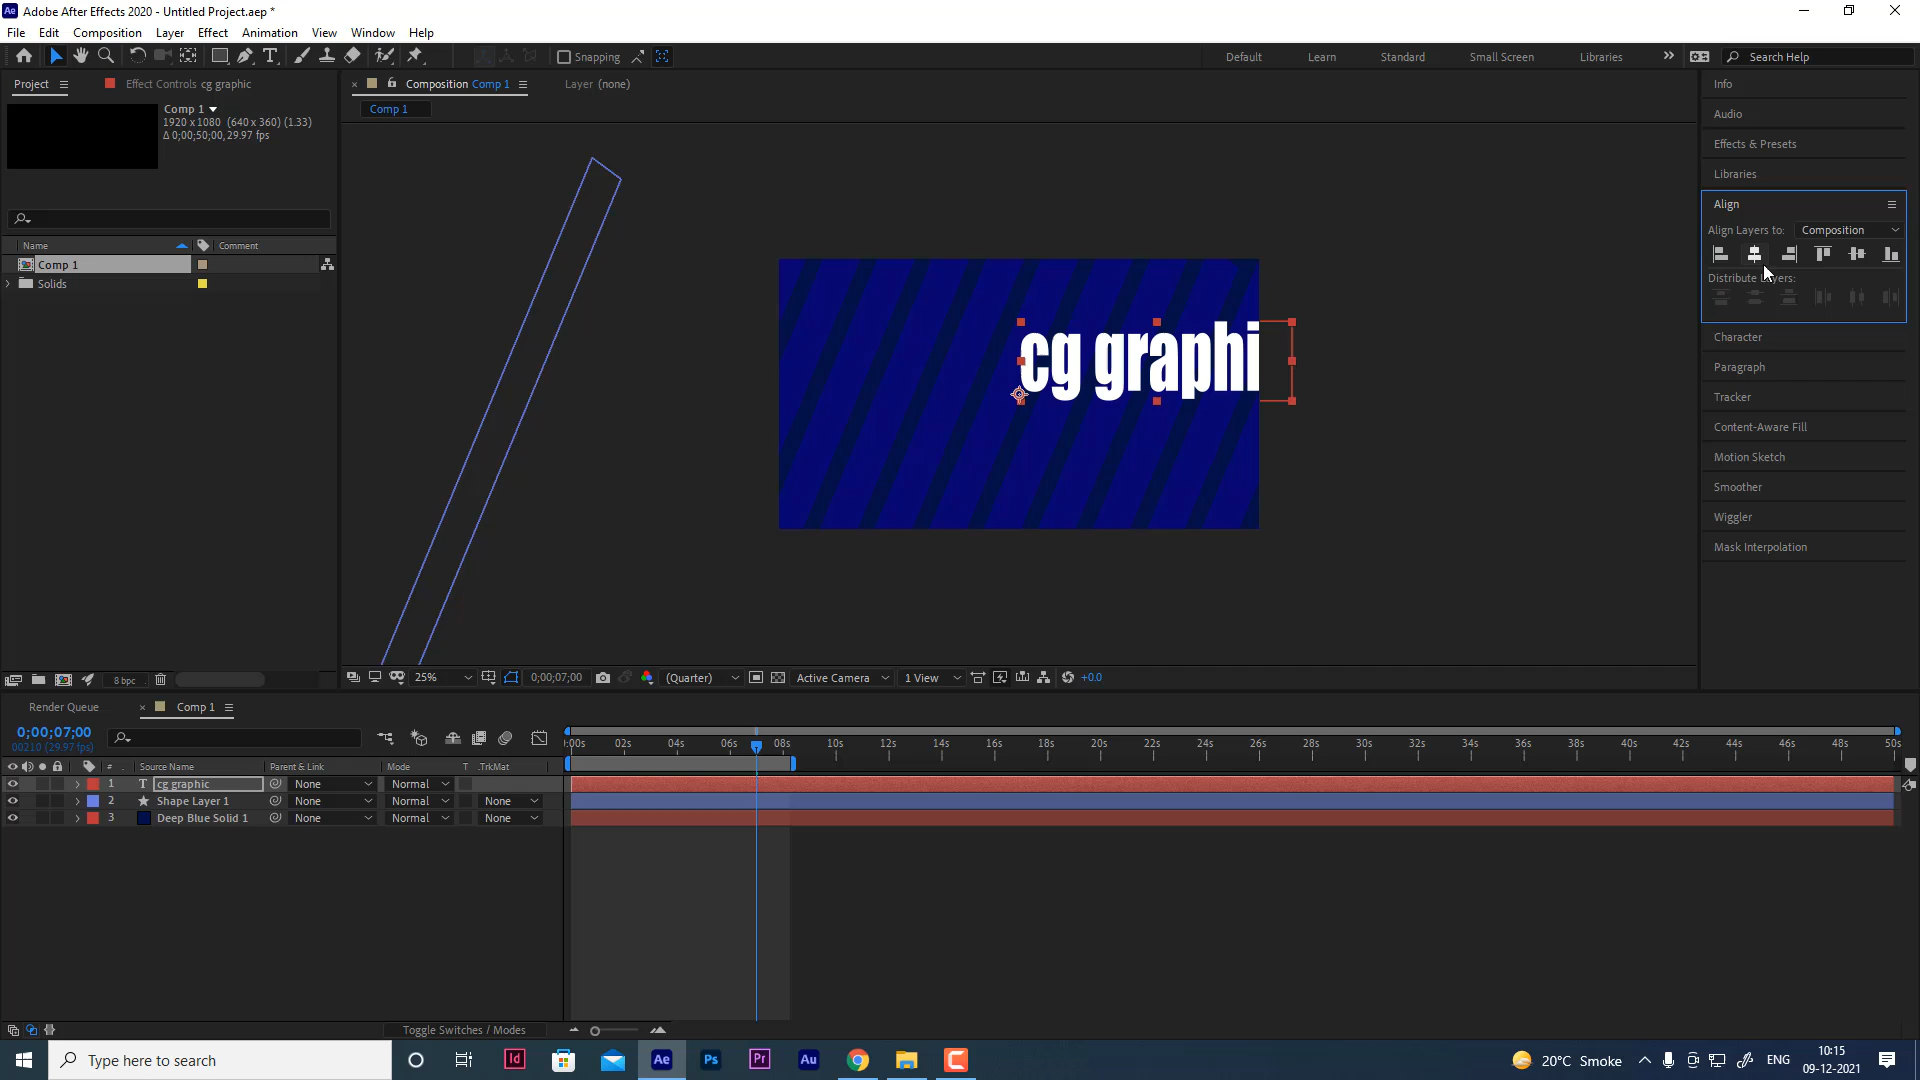 Adobe After Effects 2020 - Untitled Project.aep *
File Edit Composition Layer Effect Animation View Window Help
Snapping
Default Learn Standard Small Screen Libraries
Search Help
Project
Effect Controls cg graphic
Comp 1
1920 x 1080 (640 x 360) (1.33)
Δ 0;00;50;00, 29.97 fps
Name Comment
Comp 1
Solids
8 bpc
Composition Comp 1
Layer (none)
Comp 1
cg graphi
25%
0;00;07;00
(Quarter)
Active Camera
1 View
+0.0
Info
Audio
Effects & Presets
Libraries
Align
Align Layers to: Composition
Distribute Layers:
Character
Paragraph
Tracker
Content-Aware Fill
Motion Sketch
Smoother
Wiggler
Mask Interpolation
Render Queue
Comp 1
0;00;07;00
00210 (29.97 fps)
:00s 02s 04s 06s 08s 10s 12s 14s 16s 18s 20s 22s 24s 26s 28s 30s 32s 34s 36s 38s 40s 42s 44s 46s 48s 50s
# Source Name Parent & Link Mode T .TrkMat
1 T cg graphic None Normal
2 Shape Layer 1 None Normal None
3 Deep Blue Solid 1 None Normal None
Toggle Switches / Modes
Type here to search
20°C Smoke
ENG
10:15
09-12-2021